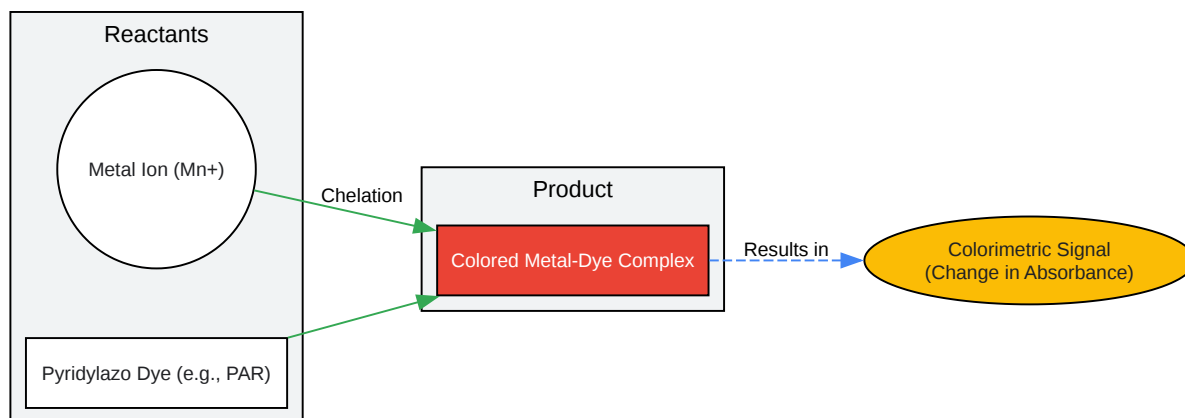 Reactants
Metal Ion (Mn+)
Chelation
Pyridylazo Dye (e.g., PAR)
Product
Colored Metal-Dye Complex
Results in
Colorimetric Signal
(Change in Absorbance)